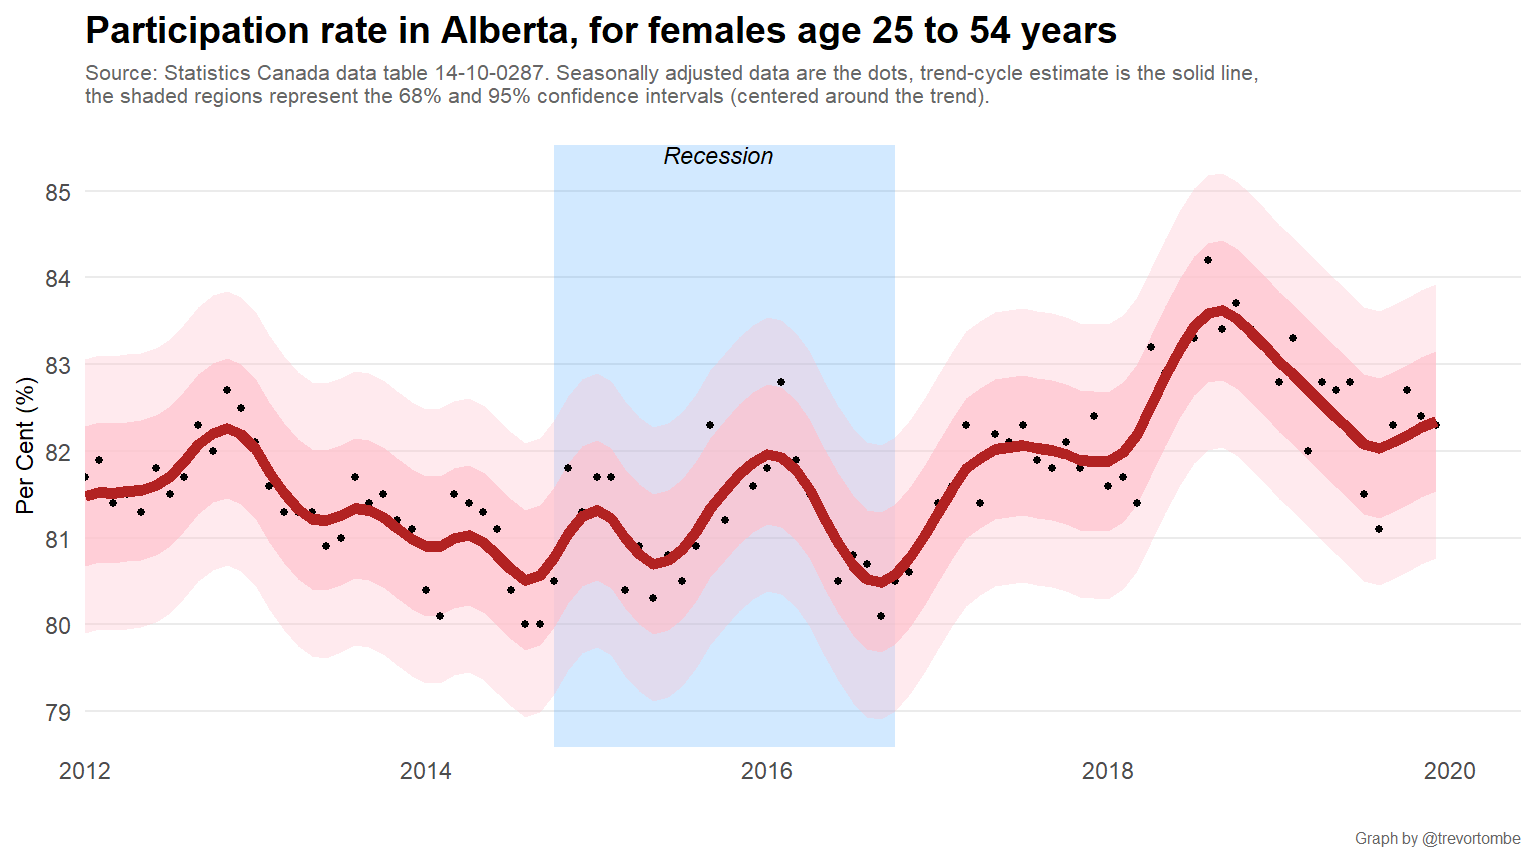 Participation rate in Alberta, for females age 25 to 54 years
Source: Statistics Canada data table 14-10-0287. Seasonally adjusted data are the dots, trend-cycle estimate is the solid line,
the shaded regions represent the 68% and 95% confidence intervals (centered around the trend).
Recession
Per Cent (%)
85
84
83
82
81
80
79
2012 2014 2016 2018 2020
Graph by @trevortombe